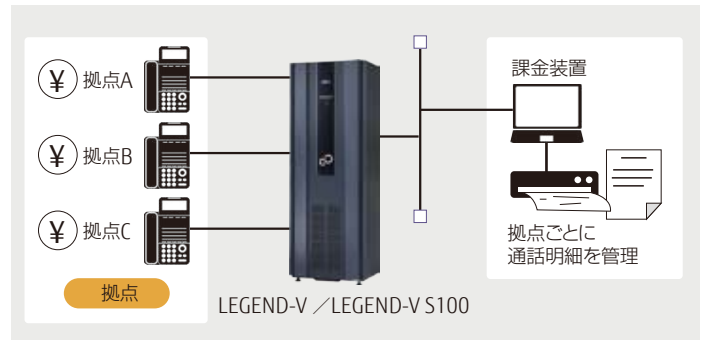 ¥ 拠点A
¥ 拠点B
¥ 拠点C
拠点
LEGEND-V ／LEGEND-V S100
課金装置
拠点ごとに
通話明細を管理